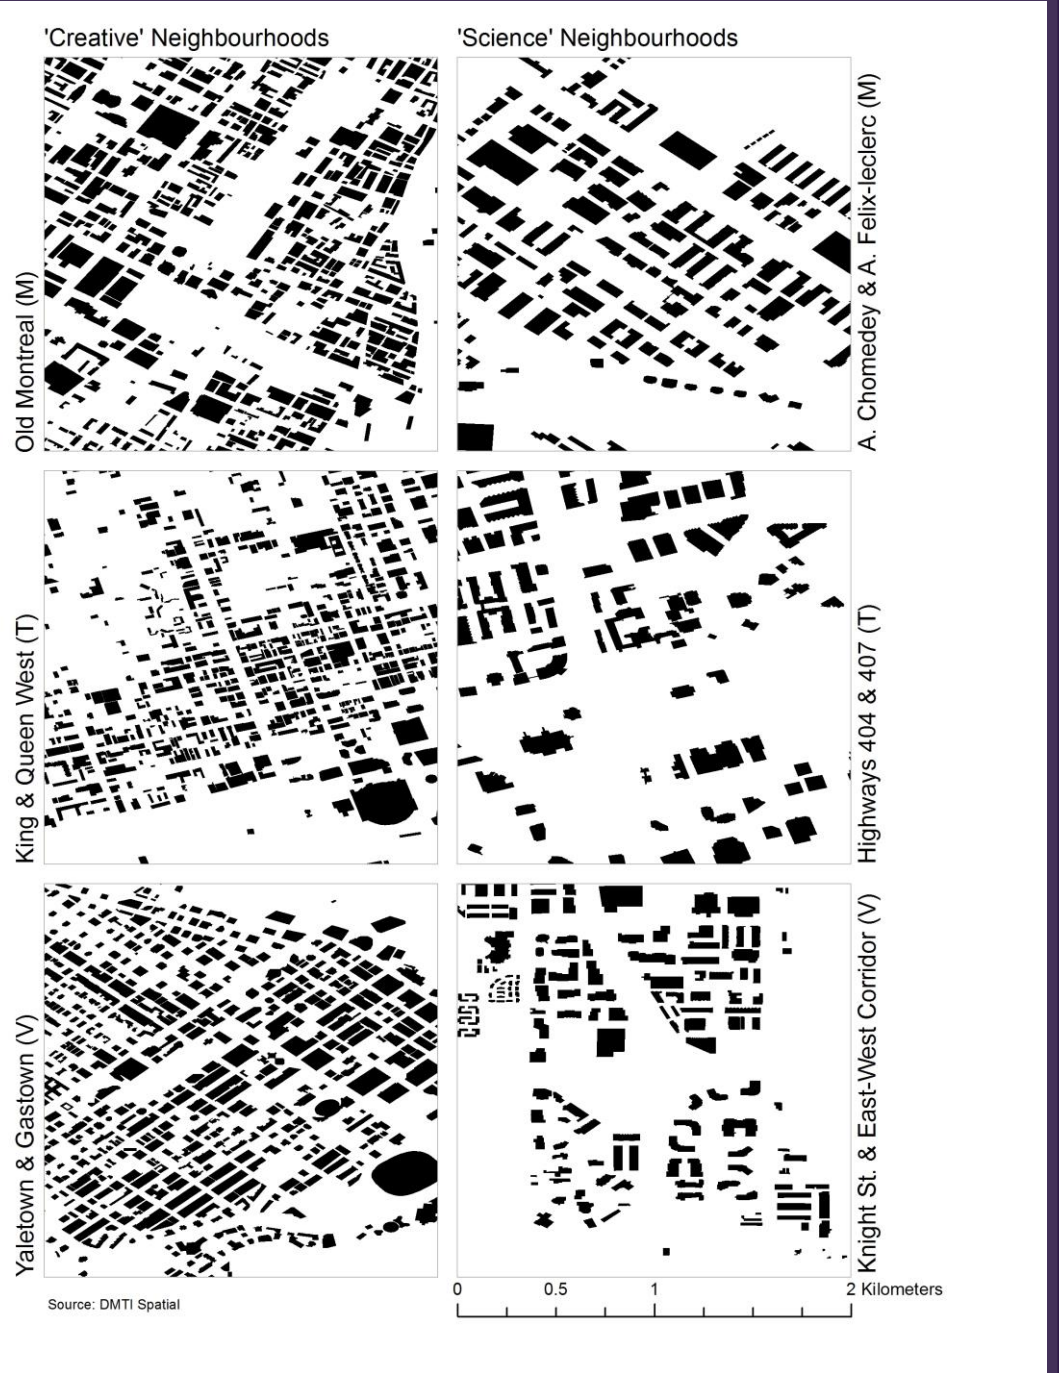 'Creative' Neighbourhoods
'Science' Neighbourhoods
Old Montreal (M)
A. Chomedey & A. Felix-leclerc (M)
King & Queen West (T)
Highways 404 & 407 (T)
Yaletown & Gastown (V)
Knight St. & East-West Corridor (V)
0 0.5 1 2 Kilometers
Source: DMTI Spatial